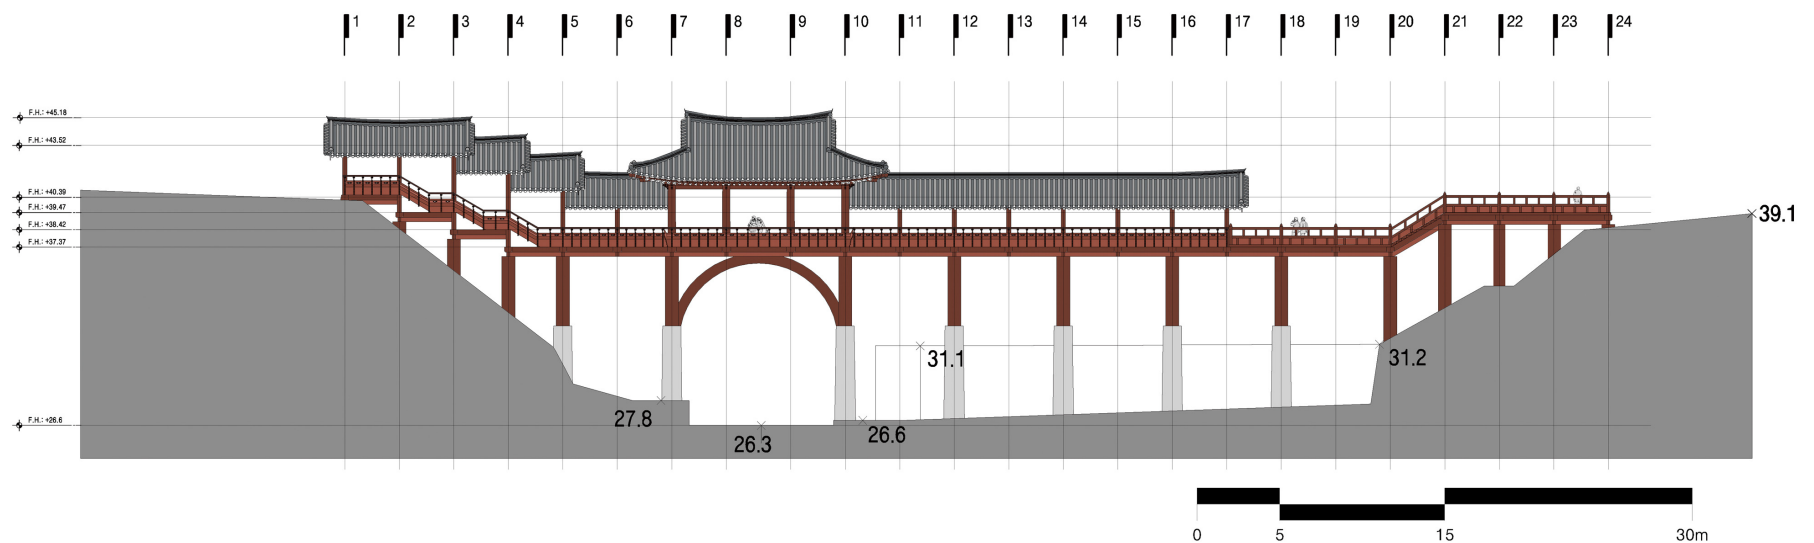 1 2 3 4 5 6 7 8 9 10 11 12 13 14 15 16 17 18 19 20 21 22 23 24
F.H.: +45.18
F.H.: +43.52
F.H.: +40.39
F.H.: +39.47
F.H.: +38.42
F.H.: +37.37
39.1
31.1
31.2
27.8
F.H.: +26.6
26.3
26.6
0 5 15 30m